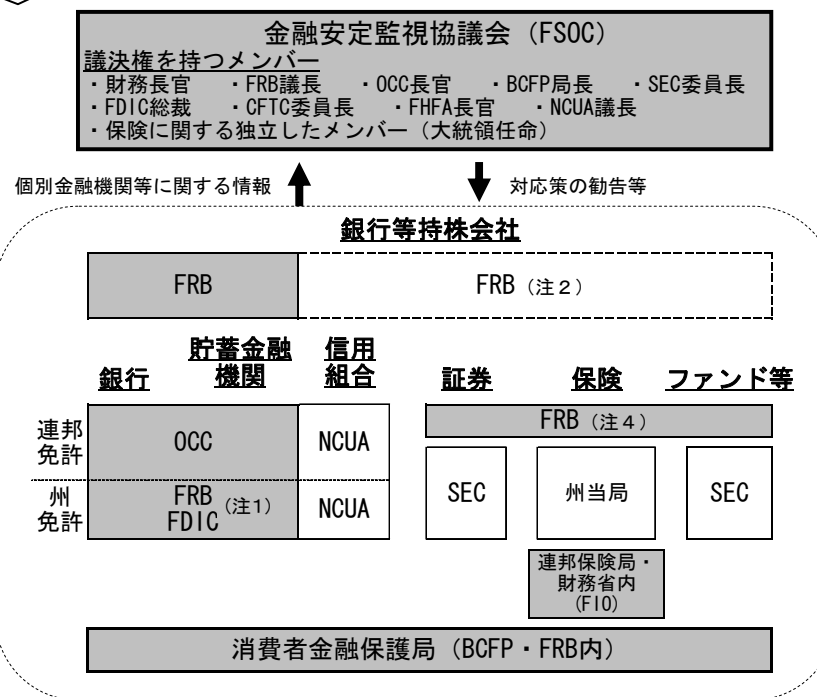 金融安定監視協議会（FSOC）
議決権を持つメンバー
・財務長官 ・FRB議長 ・OCC長官 ・BCFP局長 ・SEC委員長
・FDIC総裁 ・CFTC委員長 ・FHFA長官 ・NCUA議長
・保険に関する独立したメンバー（大統領任命）
個別金融機関等に関する情報 対応策の勧告等
銀行等持株会社
FRB FRB（注２）
銀行 貯蓄金融
機関 信用
組合 証券 保険 ファンド等
連邦
免許 OCC NCUA
FRB（注４）
州
免許 FRB
FDIC（注1） NCUA
SEC 州当局 SEC
連邦保険局・
財務省内
(FIO)
消費者金融保護局（BCFP・FRB内）